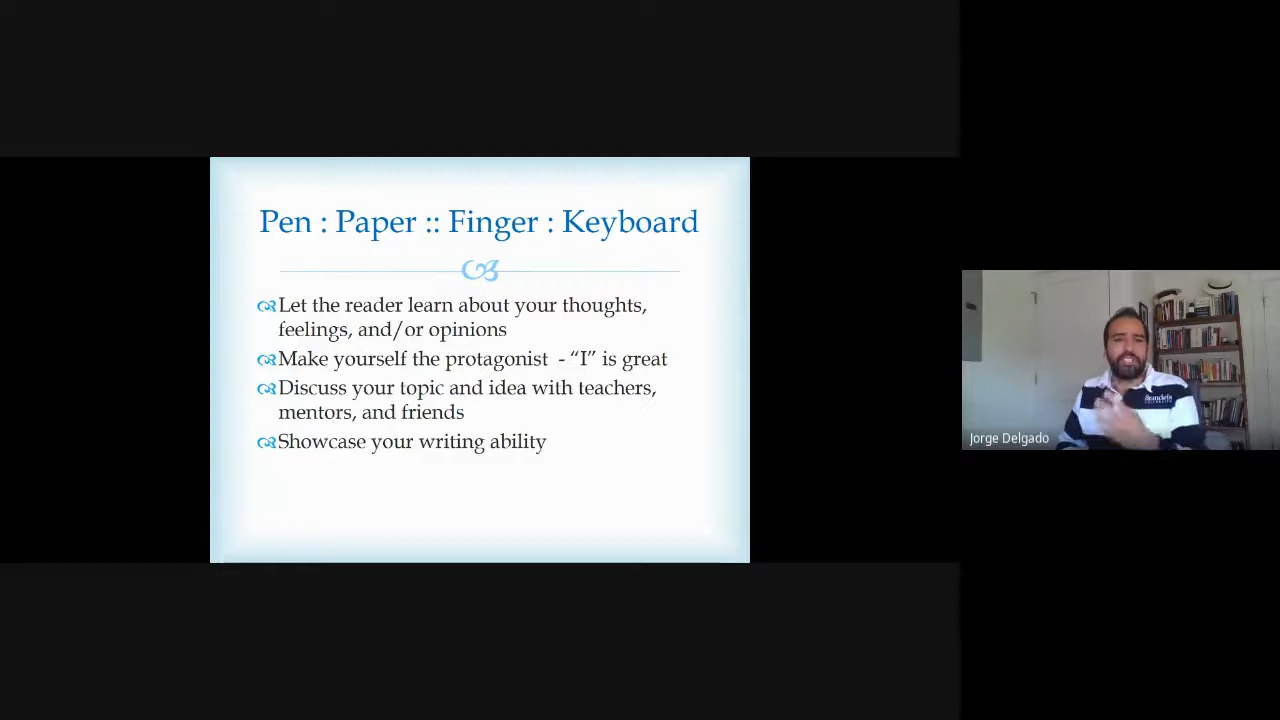 Pen : Paper :: Finger : Keyboard
Let the reader learn about your thoughts,
feelings, and/or opinions
Make yourself the protagonist - “I” is great
Discuss your topic and idea with teachers,
mentors, and friends
Showcase your writing ability
Brandeis
Jorge Delgado